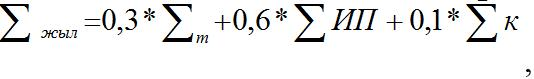 ∑ жыл =0,3 * ∑ m +0,6 * ∑ ИП + 0,1 * ∑ к ,